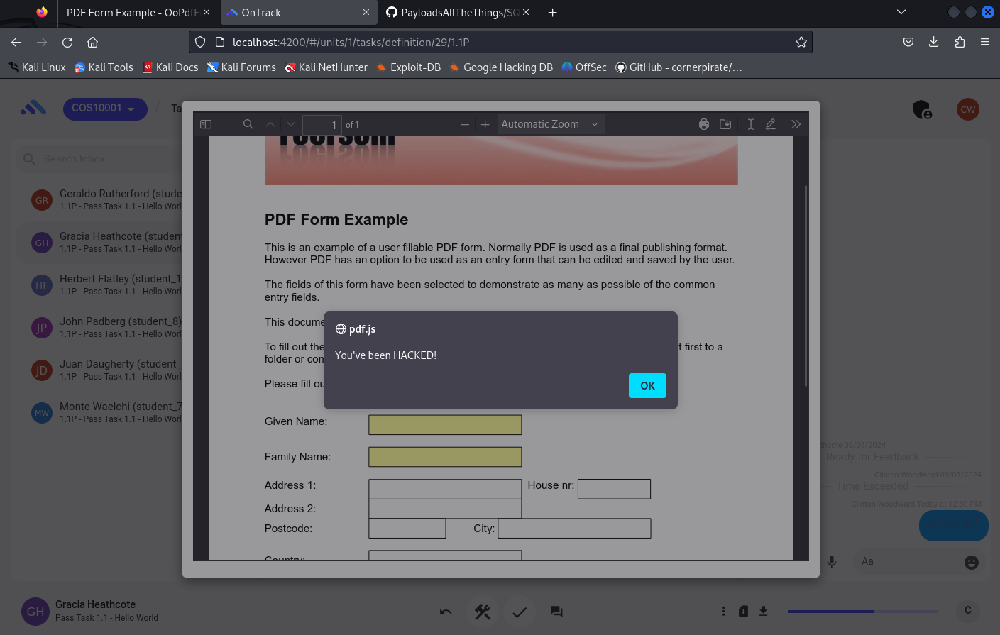 PDF Form Example - OoPdfF
OnTrack
PayloadsAllTheThings/SQ
localhost:4200/#/units/1/tasks/definition/29/1.1P
Kali Linux
Kali Tools
Kali Docs
Kali Forums
Kali NetHunter
Exploit-DB
Google Hacking DB
OffSec
GitHub - cornerpirate/...
COS10001
/
Ta
CW
1
of 1
Automatic Zoom
Search Inbox
GR
Geraldo Rutherford (stude
1.1P - Pass Task 1.1 - Hello Worl
GH
Gracia Heathcote (student
1.1P - Pass Task 1.1 - Hello Worl
HF
Herbert Flatley (student_1
1.1P - Pass Task 1.1 - Hello Worl
JP
John Padberg (student_8)
1.1P - Pass Task 1.1 - Hello Worl
JD
Juan Daugherty (student_9
1.1P - Pass Task 1.1 - Hello Worl
MW
Monte Waelchi (student_7
1.1P - Pass Task 1.1 - Hello Worl
PDF Form Example
This is an example of a user fillable PDF form. Normally PDF is used as a final publishing format.
However PDF has an option to be used as an entry form that can be edited and saved by the user.
The fields of this form have been selected to demonstrate as many as possible of the common
entry fields.
This docume
To fill out the
it first to a
folder or com
Please fill ou
pdf.js
You've been HACKED!
OK
Given Name:
Family Name:
Address 1:
House nr:
Address 2:
Postcode:
City:
Country:
hcote 09/03/2024
Ready for Feedback
Clinton Woodward 09/03/2024
Time Exceeded
Clinton Woodward Today at 12:30 PM
Aa
GH
Gracia Heathcote
Pass Task 1.1 - Hello World
C